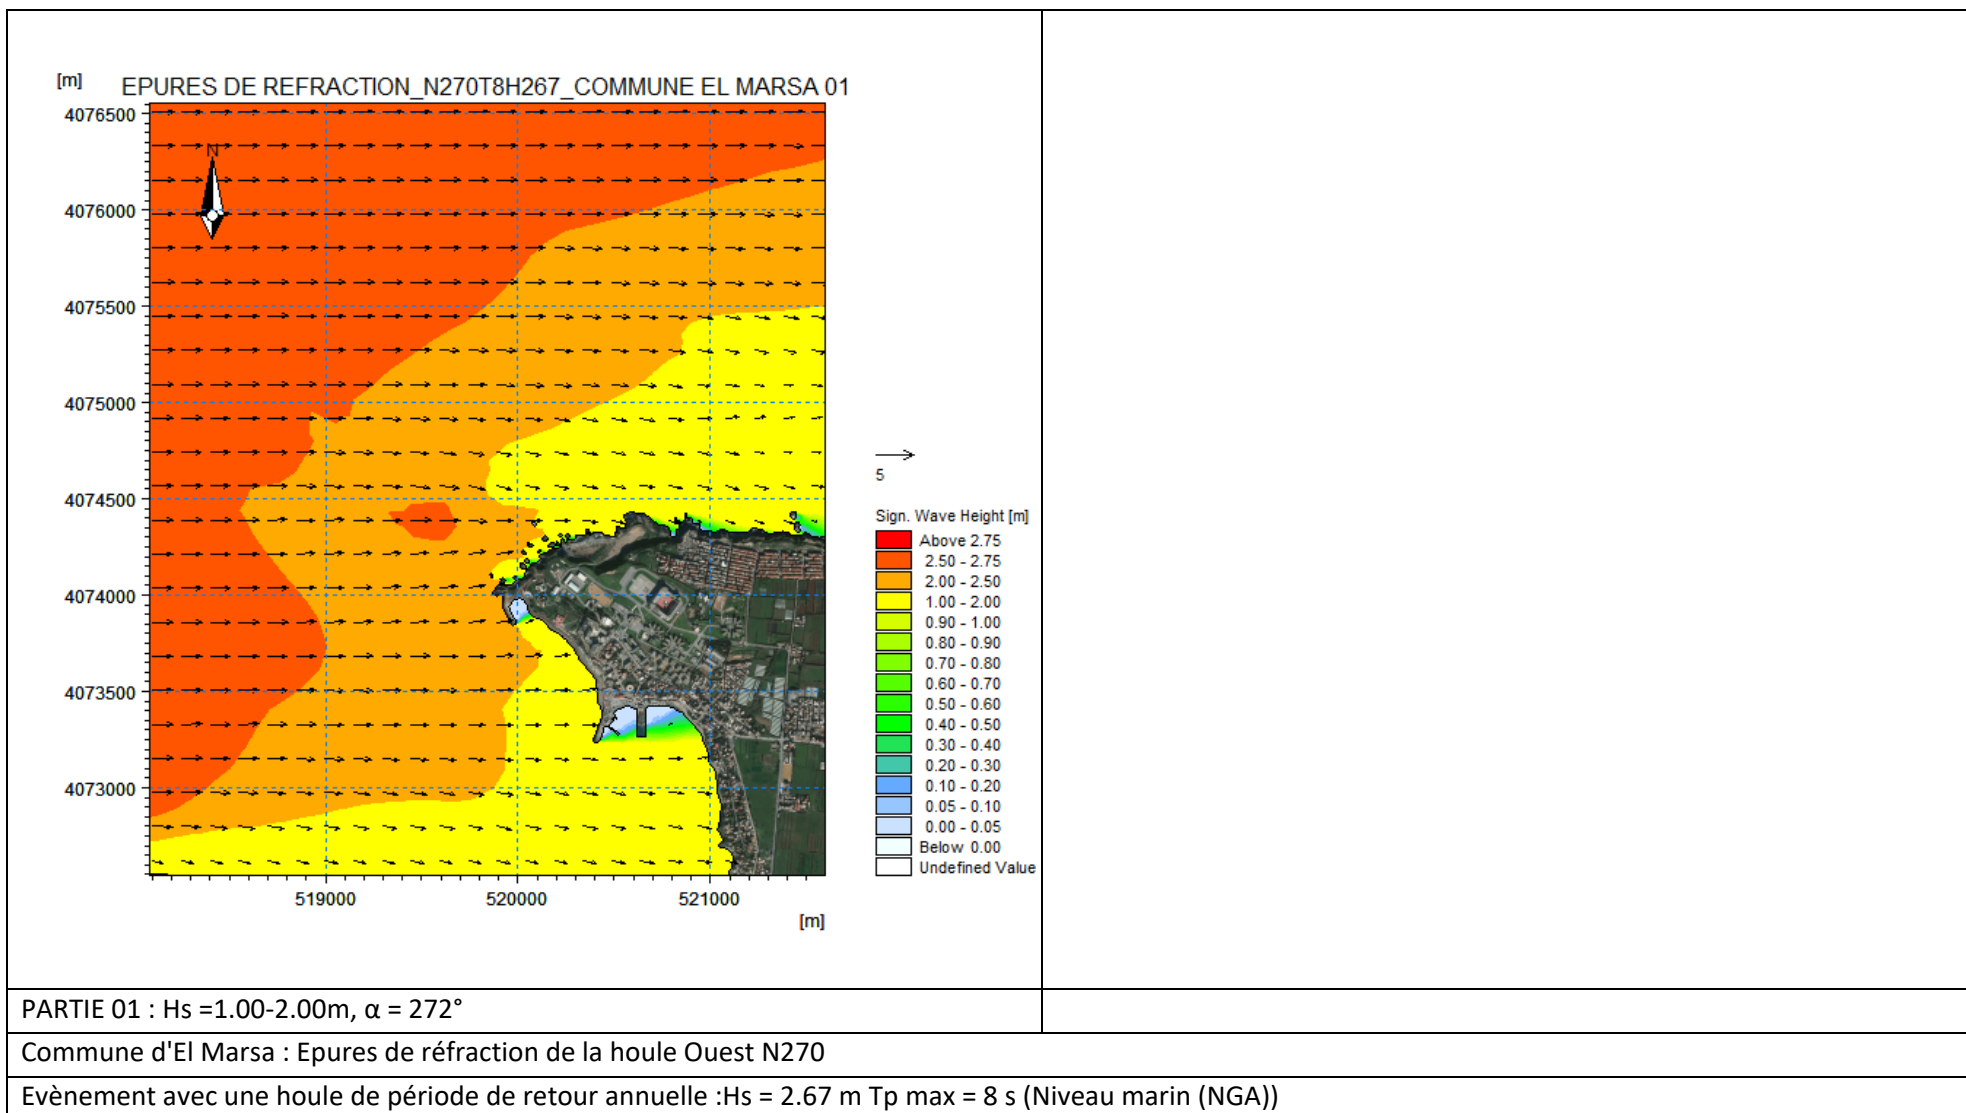 [m] EPURES DE REFRACTION_N270T8H267_COMMUNE EL MARSA 01
4076500
N
4076000
4075500
4075000
4074500
4074000
4073500
4073000
519000 520000 521000
[m]
5
Sign. Wave Height [m]
Above 2.75
2.50 - 2.75
2.00 - 2.50
1.00 - 2.00
0.90 - 1.00
0.80 - 0.90
0.70 - 0.80
0.60 - 0.70
0.50 - 0.60
0.40 - 0.50
0.30 - 0.40
0.20 - 0.30
0.10 - 0.20
0.05 - 0.10
0.00 - 0.05
Below 0.00
Undefined Value
PARTIE 01 : Hs =1.00-2.00m, α = 272°
Commune d'El Marsa : Epures de réfraction de la houle Ouest N270
Evènement avec une houle de période de retour annuelle :Hs = 2.67 m Tp max = 8 s (Niveau marin (NGA))